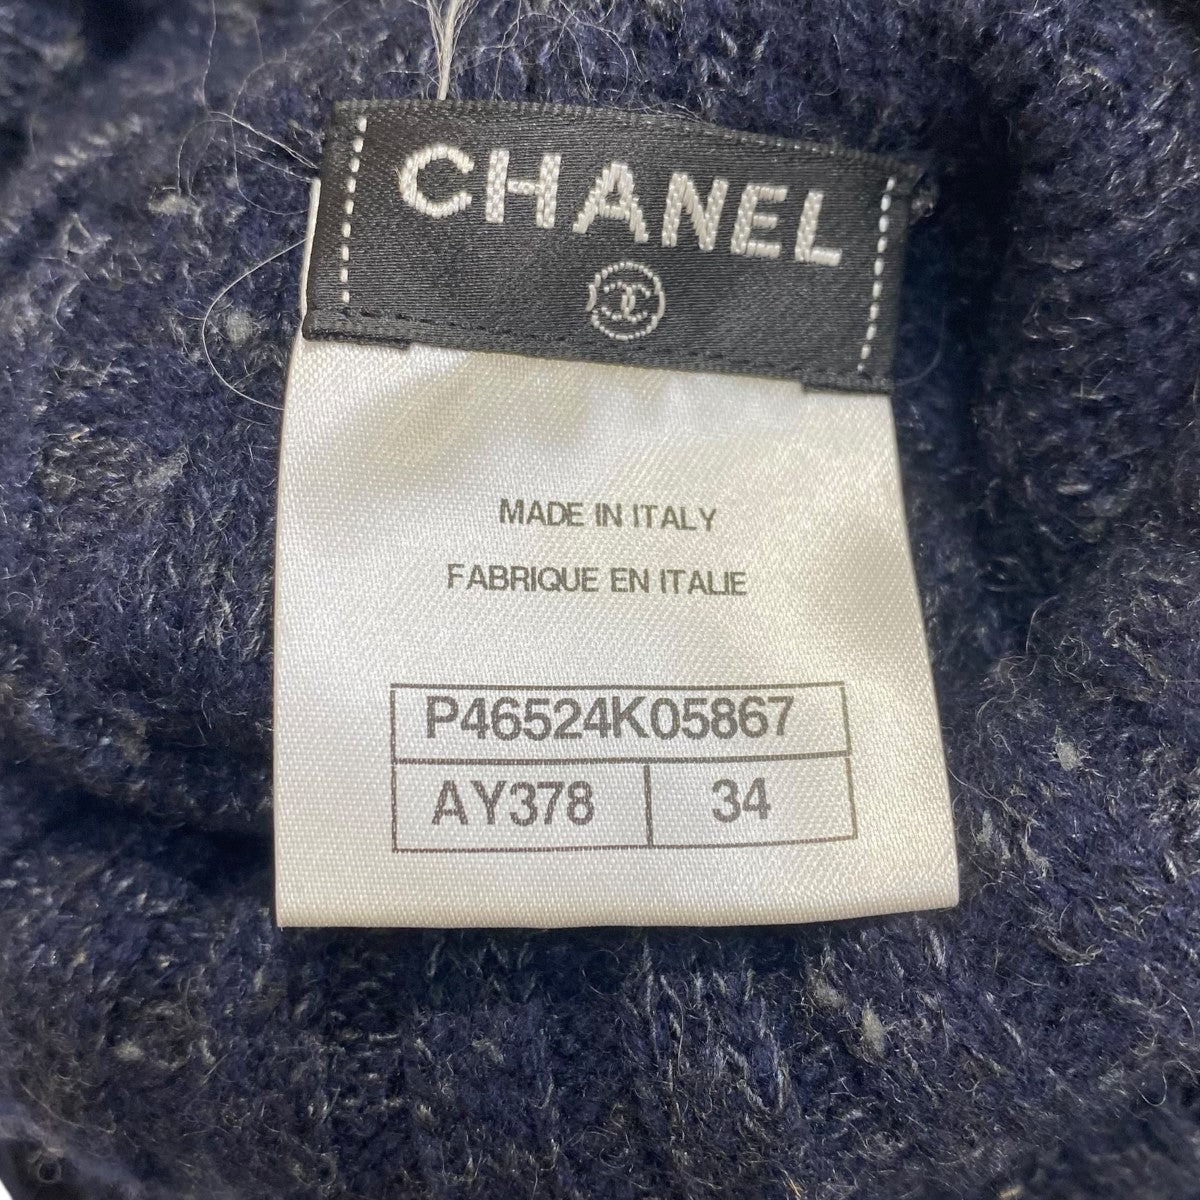 CHANEL
MADE IN ITALY
FABRIQUE EN ITALIE
P46524K05867
AY378 34